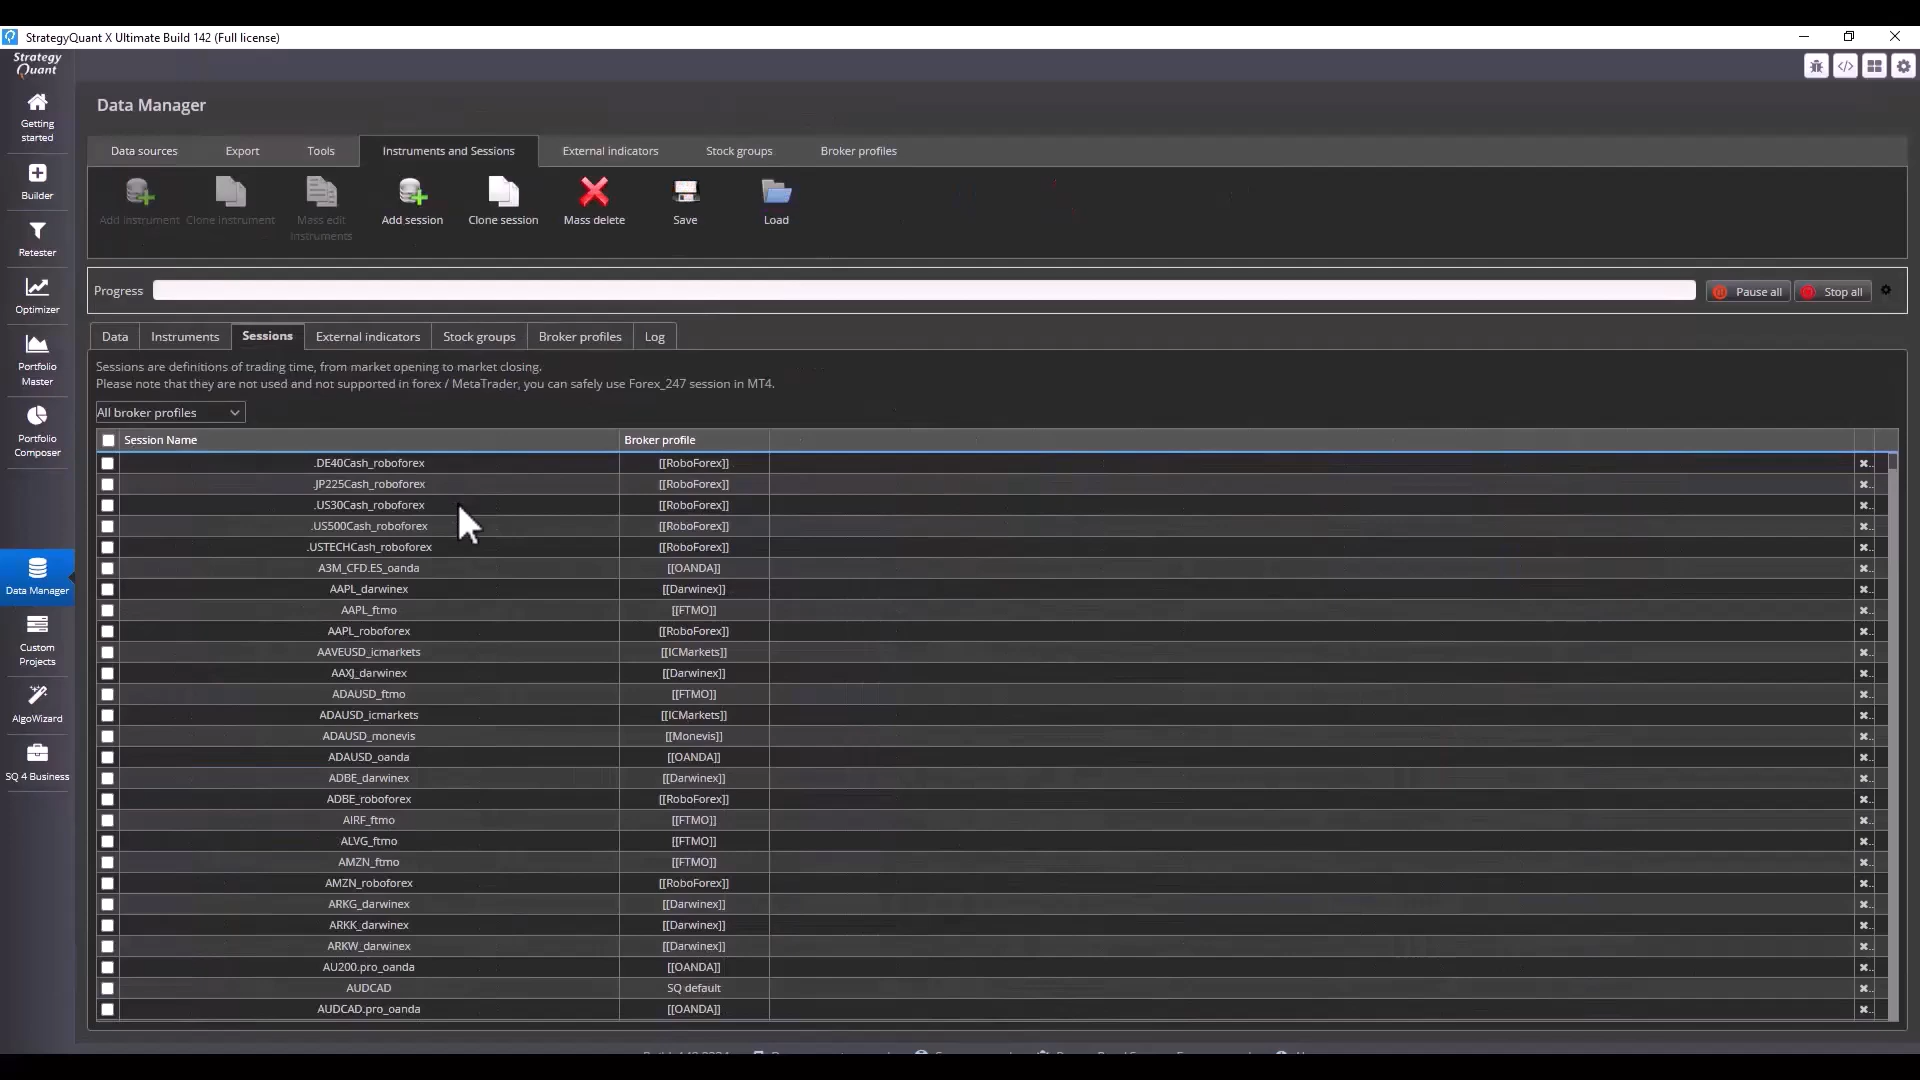 StrategyQuant X Ultimate Build 142 (Full license)
Strategy
Quant
Getting
started
Builder
Retester
Optimizer
Portfolio
Master
Portfolio
Composer
Data Manager
Custom
Projects
AlgoWizard
SQ 4 Business
Data Manager
Data sources Export Tools Instruments and Sessions External indicators Stock groups Broker profiles
Add instrument Clone instrument Mass edit instruments Add session Clone session Mass delete Save Load
Progress Pause all Stop all
Data Instruments Sessions External indicators Stock groups Broker profiles Log
Sessions are definitions of trading time, from market opening to market closing.
Please note that they are not used and not supported in forex / MetaTrader, you can safely use Forex_247 session in MT4.
All broker profiles
Session Name Broker profile
.DE40Cash_roboforex [[RoboForex]]
.JP225Cash_roboforex [[RoboForex]]
.US30Cash_roboforex [[RoboForex]]
.US500Cash_roboforex [[RoboForex]]
.USTECHCash_roboforex [[RoboForex]]
A3M_CFD.ES_oanda [[OANDA]]
AAPL_darwinex [[Darwinex]]
AAPL_ftmo [[FTMO]]
AAPL_roboforex [[RoboForex]]
AAVEUSD_icmarkets [[ICMarkets]]
AAXJ_darwinex [[Darwinex]]
ADAUSD_ftmo [[FTMO]]
ADAUSD_icmarkets [[ICMarkets]]
ADAUSD_monevis [[Monevis]]
ADAUSD_oanda [[OANDA]]
ADBE_darwinex [[Darwinex]]
ADBE_roboforex [[RoboForex]]
AIRF_ftmo [[FTMO]]
ALVG_ftmo [[FTMO]]
AMZN_ftmo [[FTMO]]
AMZN_roboforex [[RoboForex]]
ARKG_darwinex [[Darwinex]]
ARKK_darwinex [[Darwinex]]
ARKW_darwinex [[Darwinex]]
AU200.pro_oanda [[OANDA]]
AUDCAD SQ default
AUDCAD.pro_oanda [[OANDA]]